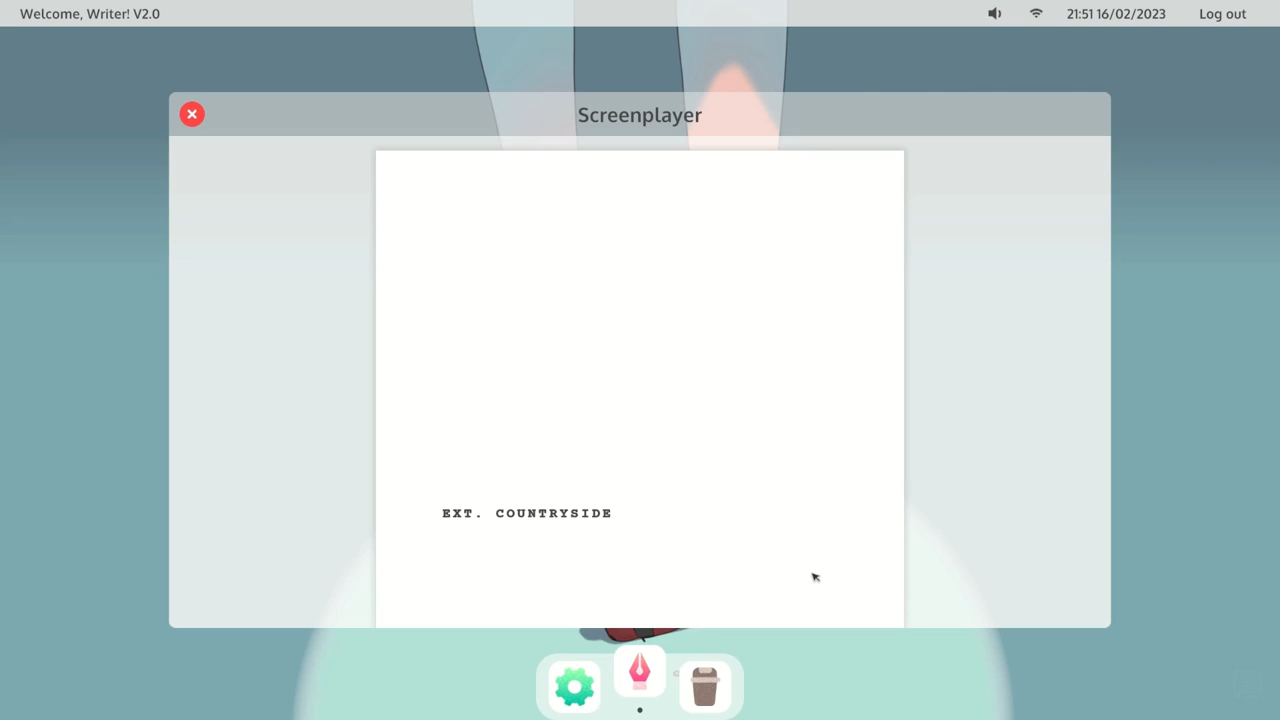 Welcome, Writer! V2.0
21:51 16/02/2023
Log out
Screenplayer
EXT. COUNTRYSIDE